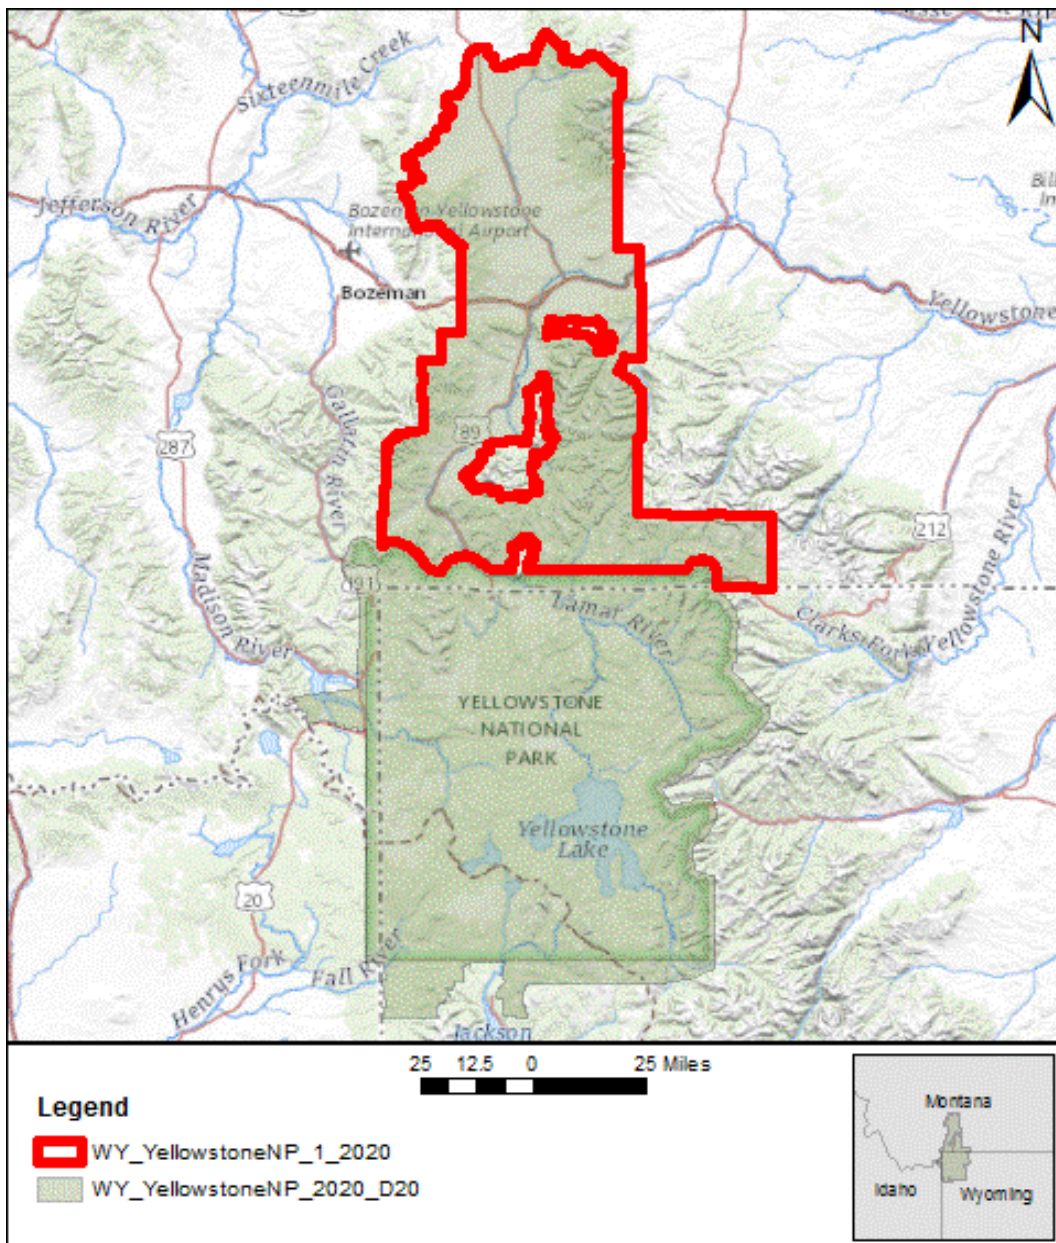 N
Sixteenmile Creek
Jefferson River
Bozeman-Yellowstone
International Airport
Bozeman
Yellowstone
Gallatin River
89
287
212
Madison River
191
Lamar River
Clarks Fork Yellowstone River
YELLOWSTONE
NATIONAL
PARK
Yellowstone
Lake
20
Henrys Fork
Fall River
Jackson
25 12.5 0 25 Miles
Legend
WY_YellowstoneNP_1_2020
WY_YellowstoneNP_2020_D20
Montana
Idaho
Wyoming